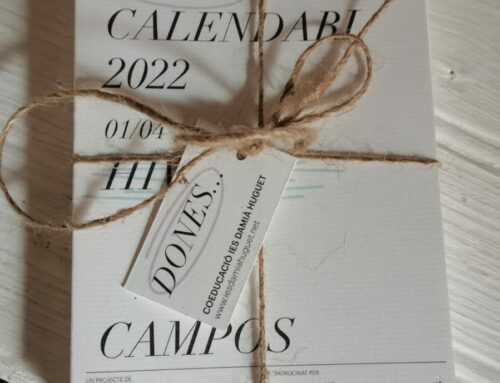 CALENDARI
2022
01/04
DONES...
COEDUCACIÓ IES DAMIÀ HUGUET
www.iesdamiahuguet.net
CAMPOS
UN PROJECTE DE
PATROCINAT PER